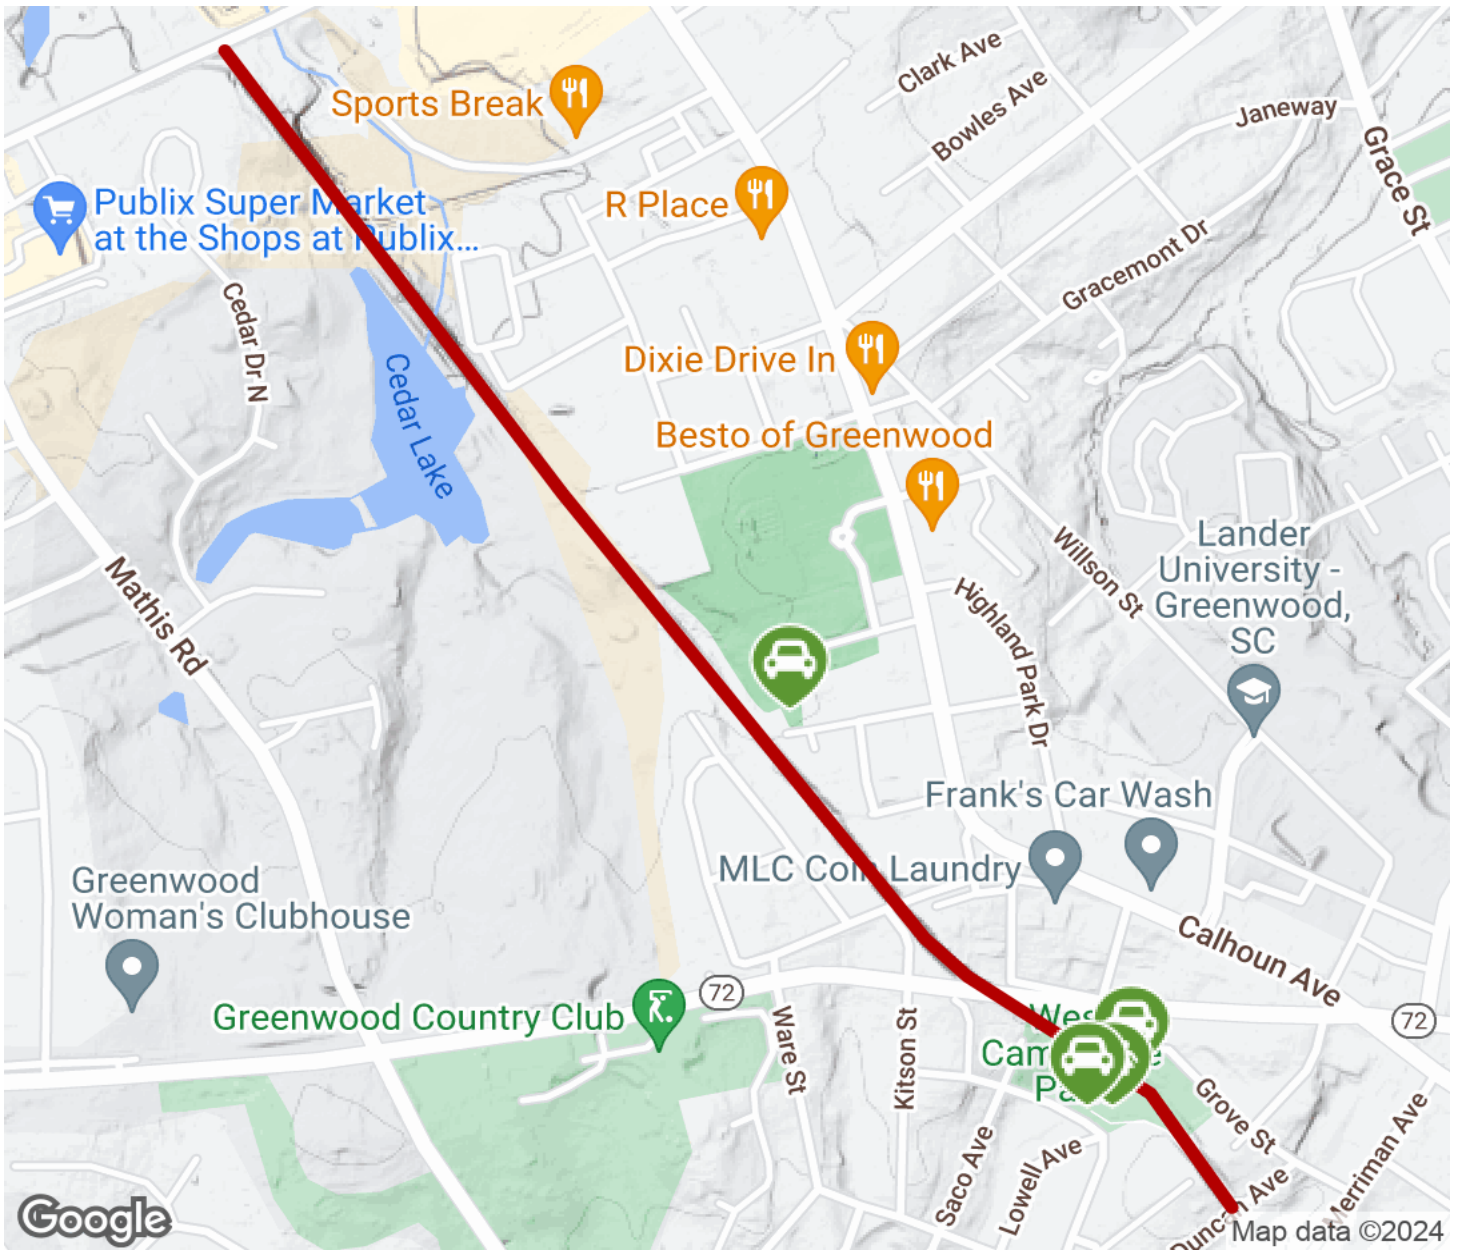 Clark Ave
Sports Break
Bowles Ave
Janeway
Grace St
Publix Super Market
at the Shops at Publix...
R Place
Gracemont Dr
Cedar Dr N
Dixie Drive In
Cedar Lake
Besto of Greenwood
Mathis Rd
Willson St
Lander
University -
Greenwood,
SC
Highland Park Dr
Frank's Car Wash
MLC Coin Laundry
Greenwood
Woman's Clubhouse
Calhoun Ave
72
Greenwood Country Club
72
Ware St
Kitson St
Grove St
Saco Ave
Lowell Ave
Merriman Ave
Duncan Ave
Google
Map data ©2024